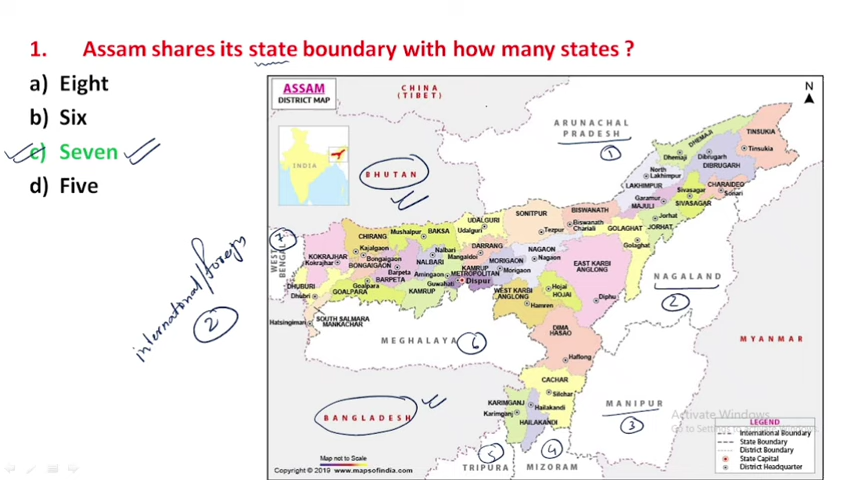 1. Assam shares its state boundary with how many states ?
a) Eight
b) Six
c) Seven
d) Five
ASSAM
DISTRICT MAP
CHINA
(TIBET)
N
INDIA
ARUNACHAL
PRADESH
1
BHUTAN
DHEMAJI
Dhemaji
TINSUKIA
Tinsukia
Dibrugarh
DIBRUGARH
North
Lakhimpur
LAKHIMPUR
CHARAIDEO
Sonari
Sivasagar
SIVASAGAR
Garamur
MAJULI
Jorhat
JORHAT
GOLAGHAT
Golaghat
BISWANATH
Biswanath
Chariali
SONITPUR
Tezpur
UDALGURI
Udalguri
Mushalpur
BAKSA
CHIRANG
Kajalgaon
7
WEST
BENGAL
KOKRAJHAR
Kokrajhar
Bongaigaon
BONGAIGAON
Nalbari
NALBARI
DARRANG
Mangaldoi
NAGAON
Nagaon
MORIGAON
Morigaon
KAMRUP
METROPOLITAN
Dispur
Barpeta
BARPETA
Amingaon
Guwahati
KAMRUP
Goalpara
GOALPARA
DHUBURI
Dhubri
SOUTH SALMARA
MANKACHAR
Hatsingimari
EAST KARBI
ANGLONG
Diphu
Hojai
HOJAI
WEST KARBI
ANGLONG
Hamren
NAGALAND
2
DIMA
HASAO
Haflong
MEGHALAYA
6
MYANMAR
international/foreign
2
CACHAR
Silchar
KARIMGANJ
Karimganj
Hailakandi
HAILAKANDI
MANIPUR
3
BANGLADESH
5
4
TRIPURA
MIZORAM
Activate Windows
LEGEND
International Boundary
State Boundary
District Boundary
State Capital
District Headquarter
Map not to Scale
Copyright © 2019 www.mapsofindia.com